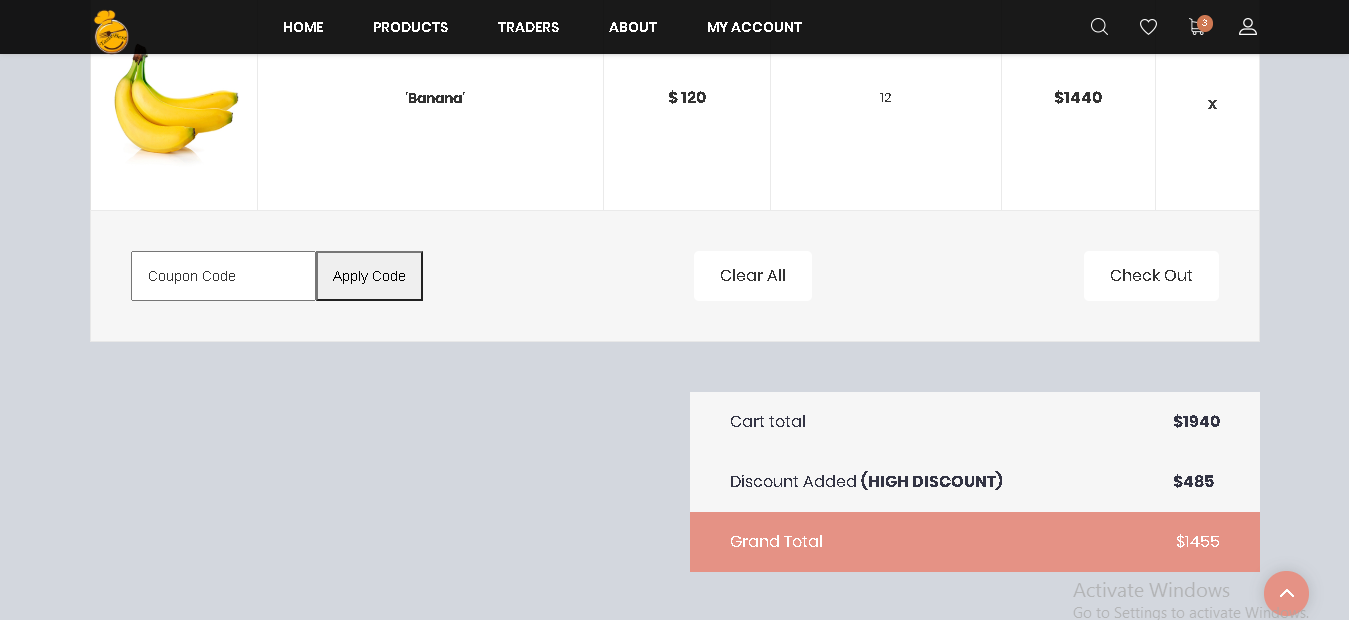 HOME PRODUCTS TRADERS ABOUT MY ACCOUNT 3
'Banana' $ 120 12 $1440 x
Coupon Code Apply Code Clear All Check Out
Cart total $1940
Discount Added (HIGH DISCOUNT) $485
Grand Total $1455
Activate Windows
Go to Settings to activate Windows.